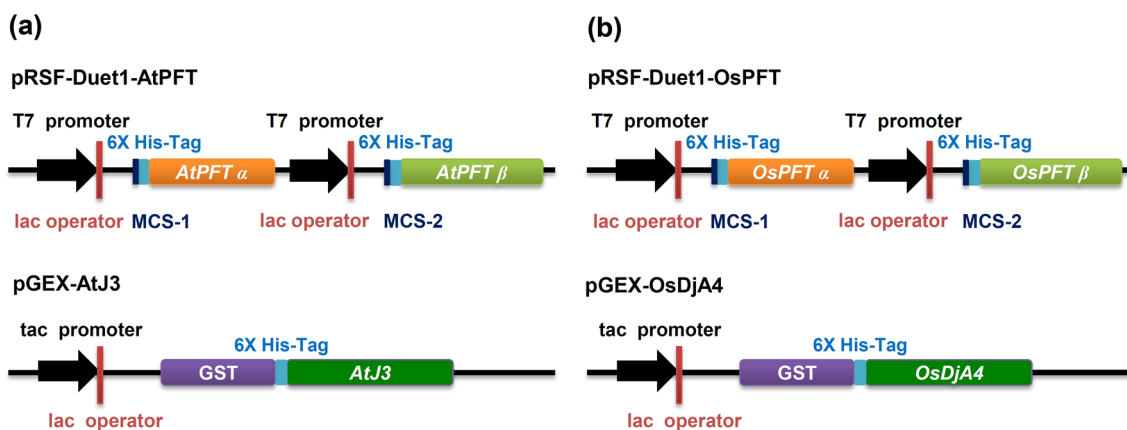 (a)
pRSF-Duet1-AtPFT
T7 promoter
T7 promoter
6X His-Tag
6X His-Tag
AtPFT α
AtPFT β
lac operator
MCS-1
lac operator
MCS-2
pGEX-AtJ3
tac promoter
6X His-Tag
GST
AtJ3
lac operator
(b)
pRSF-Duet1-OsPFT
T7 promoter
T7 promoter
6X His-Tag
6X His-Tag
OsPFT α
OsPFT β
lac operator
MCS-1
lac operator
MCS-2
pGEX-OsDjA4
tac promoter
6X His-Tag
GST
OsDjA4
lac operator